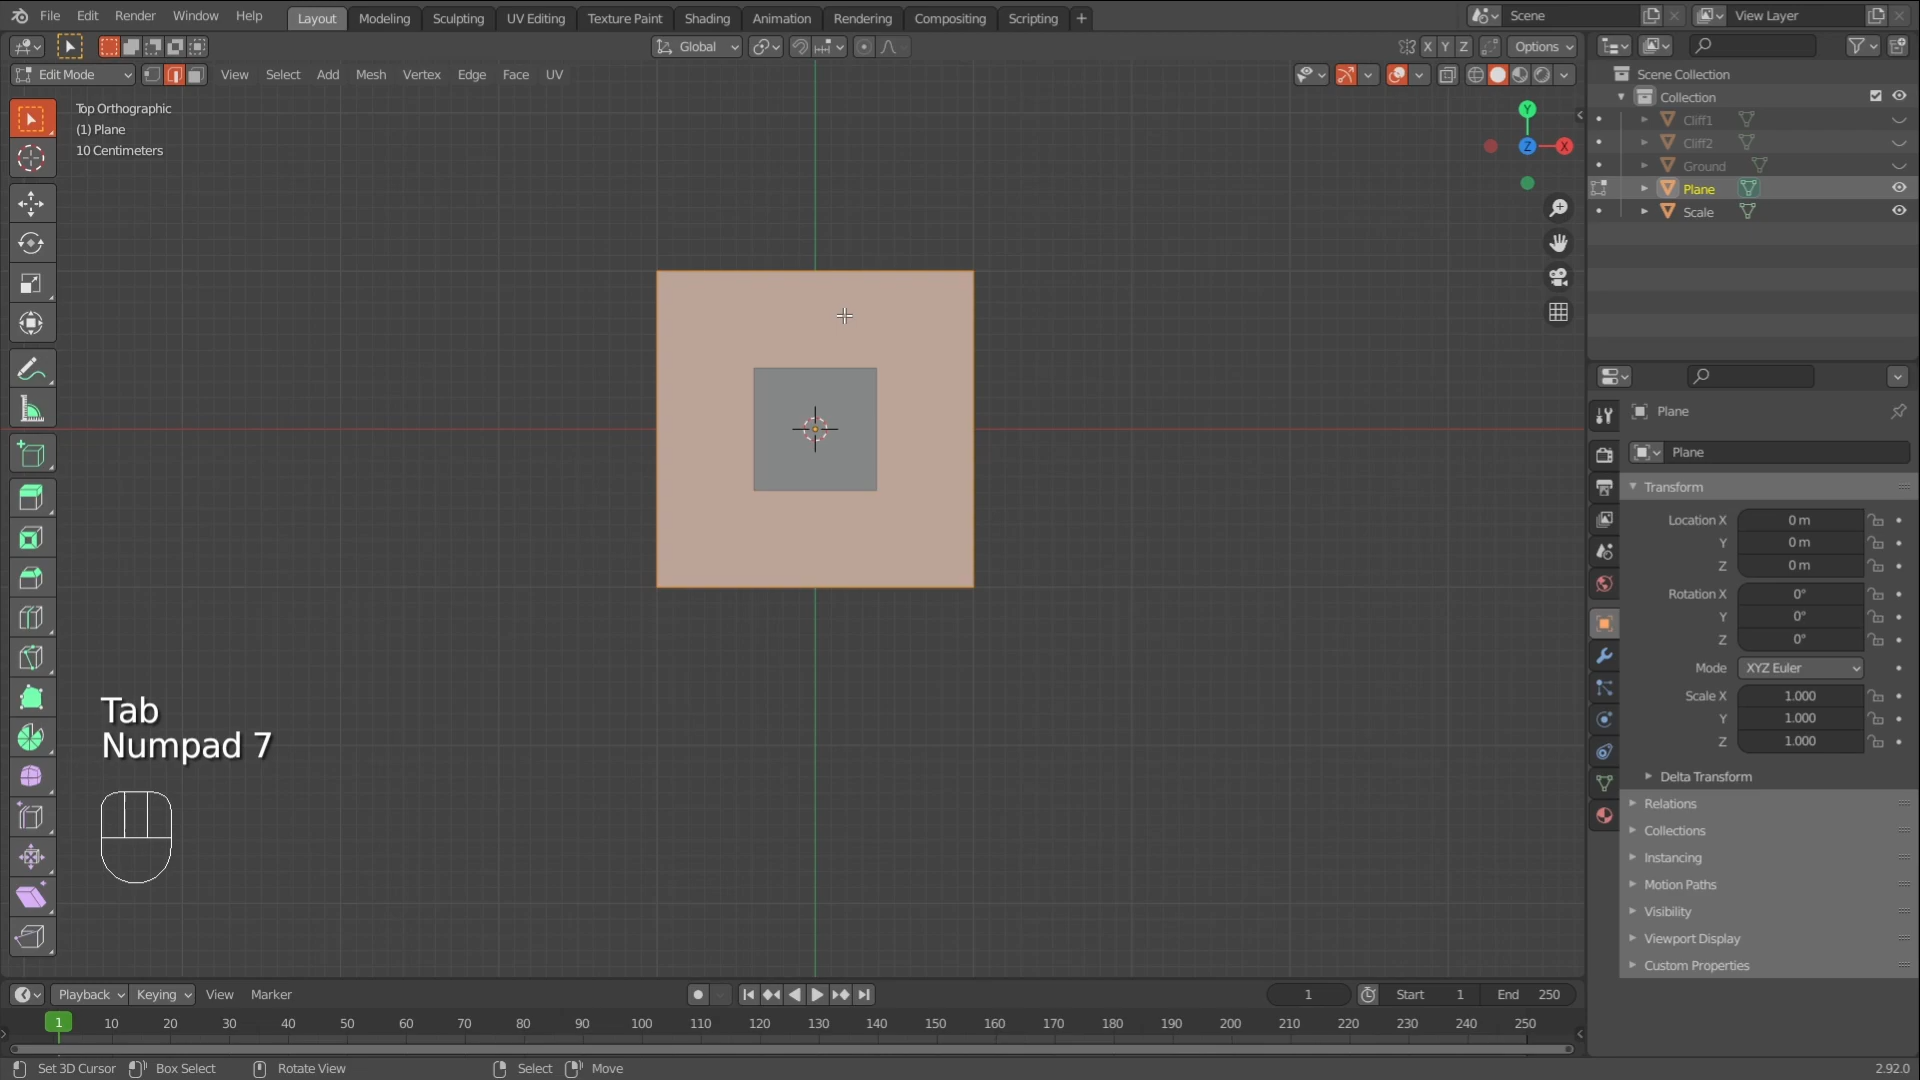 File Edit Render Window Help
Layout Modeling Sculpting UV Editing Texture Paint Shading Animation Rendering Compositing Scripting +
Scene
View Layer
Global
X Y Z
Options
Edit Mode
View Select Add Mesh Vertex Edge Face UV
Top Orthographic
(1) Plane
10 Centimeters
Y
Z
X
Scene Collection
Collection
Cliff1
Cliff2
Ground
Plane
Scale
Plane
Plane
Transform
Location X 0 m
Y 0 m
Z 0 m
Rotation X 0°
Y 0°
Z 0°
Mode XYZ Euler
Scale X 1.000
Y 1.000
Z 1.000
Delta Transform
Relations
Collections
Instancing
Motion Paths
Visibility
Viewport Display
Custom Properties
Tab
Numpad 7
Playback Keying View Marker
1 Start 1 End 250
1 10 20 30 40 50 60 70 80 90 100 110 120 130 140 150 160 170 180 190 200 210 220 230 240 250
Set 3D Cursor Box Select Rotate View Select Move 2.92.0